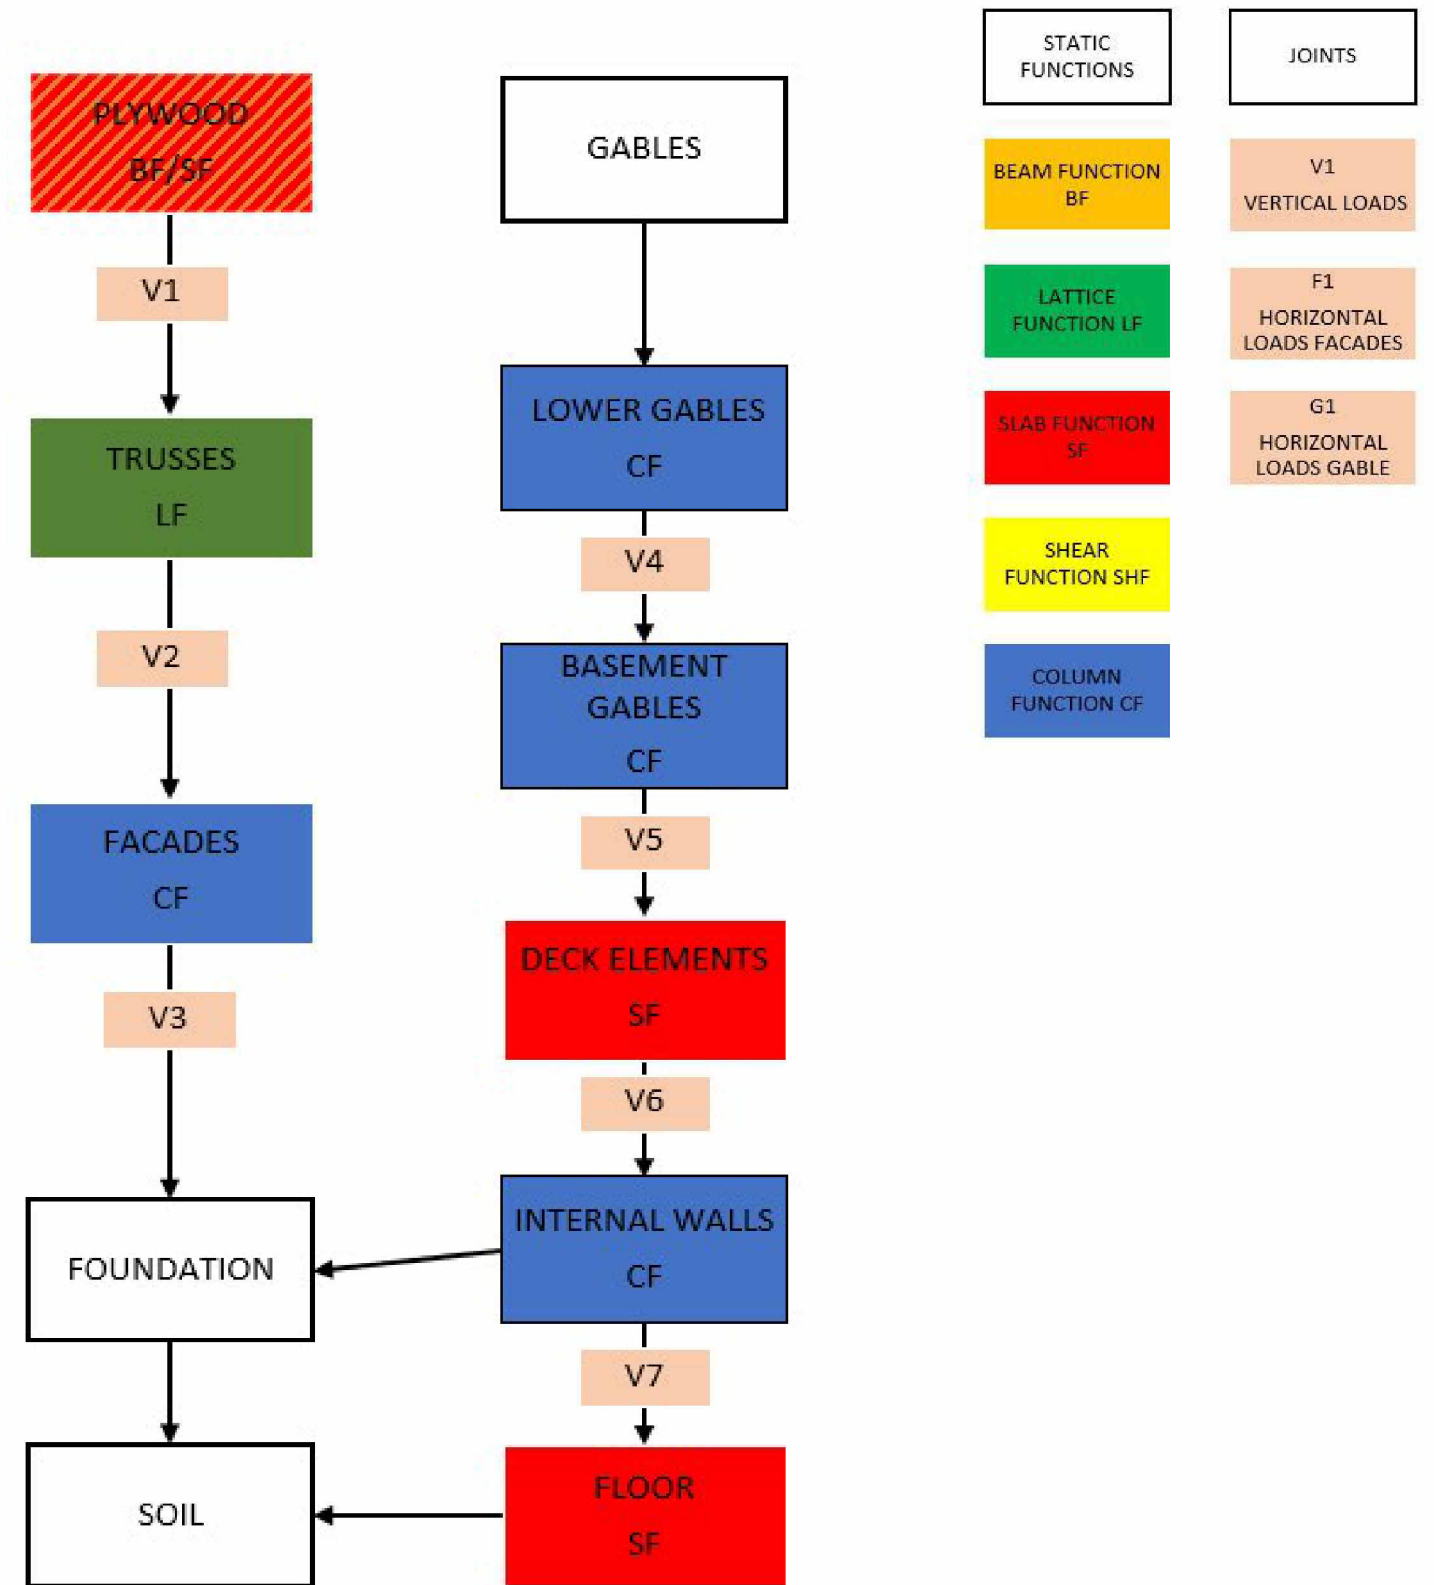 PLYWOOD
BF/SF
V1
TRUSSES
LF
V2
FACADES
CF
V3
FOUNDATION
SOIL
GABLES
LOWER GABLES
CF
V4
BASEMENT
GABLES
CF
V5
DECK ELEMENTS
SF
V6
INTERNAL WALLS
CF
V7
FLOOR
SF
STATIC
FUNCTIONS
BEAM FUNCTION
BF
LATTICE
FUNCTION LF
SLAB FUNCTION
SF
SHEAR
FUNCTION SHF
COLUMN
FUNCTION CF
JOINTS
V1
VERTICAL LOADS
F1
HORIZONTAL
LOADS FACADES
G1
HORIZONTAL
LOADS GABLE